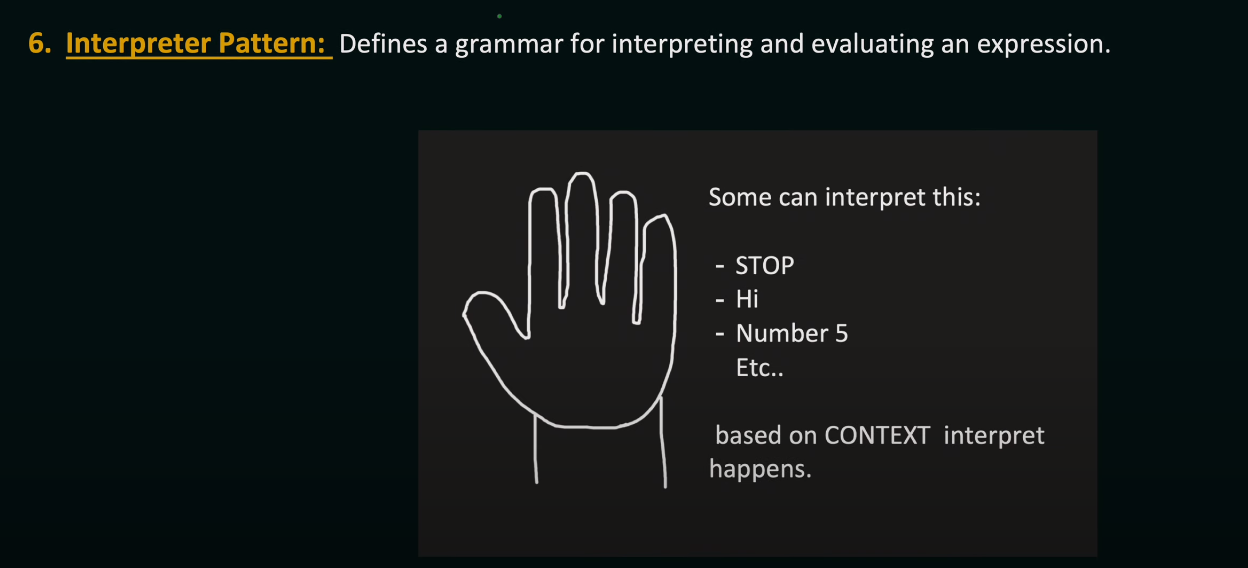 6. Interpreter Pattern: Defines a grammar for interpreting and evaluating an expression.
Some can interpret this:
- STOP
- Hi
- Number 5
Etc..
based on CONTEXT interpret
happens.